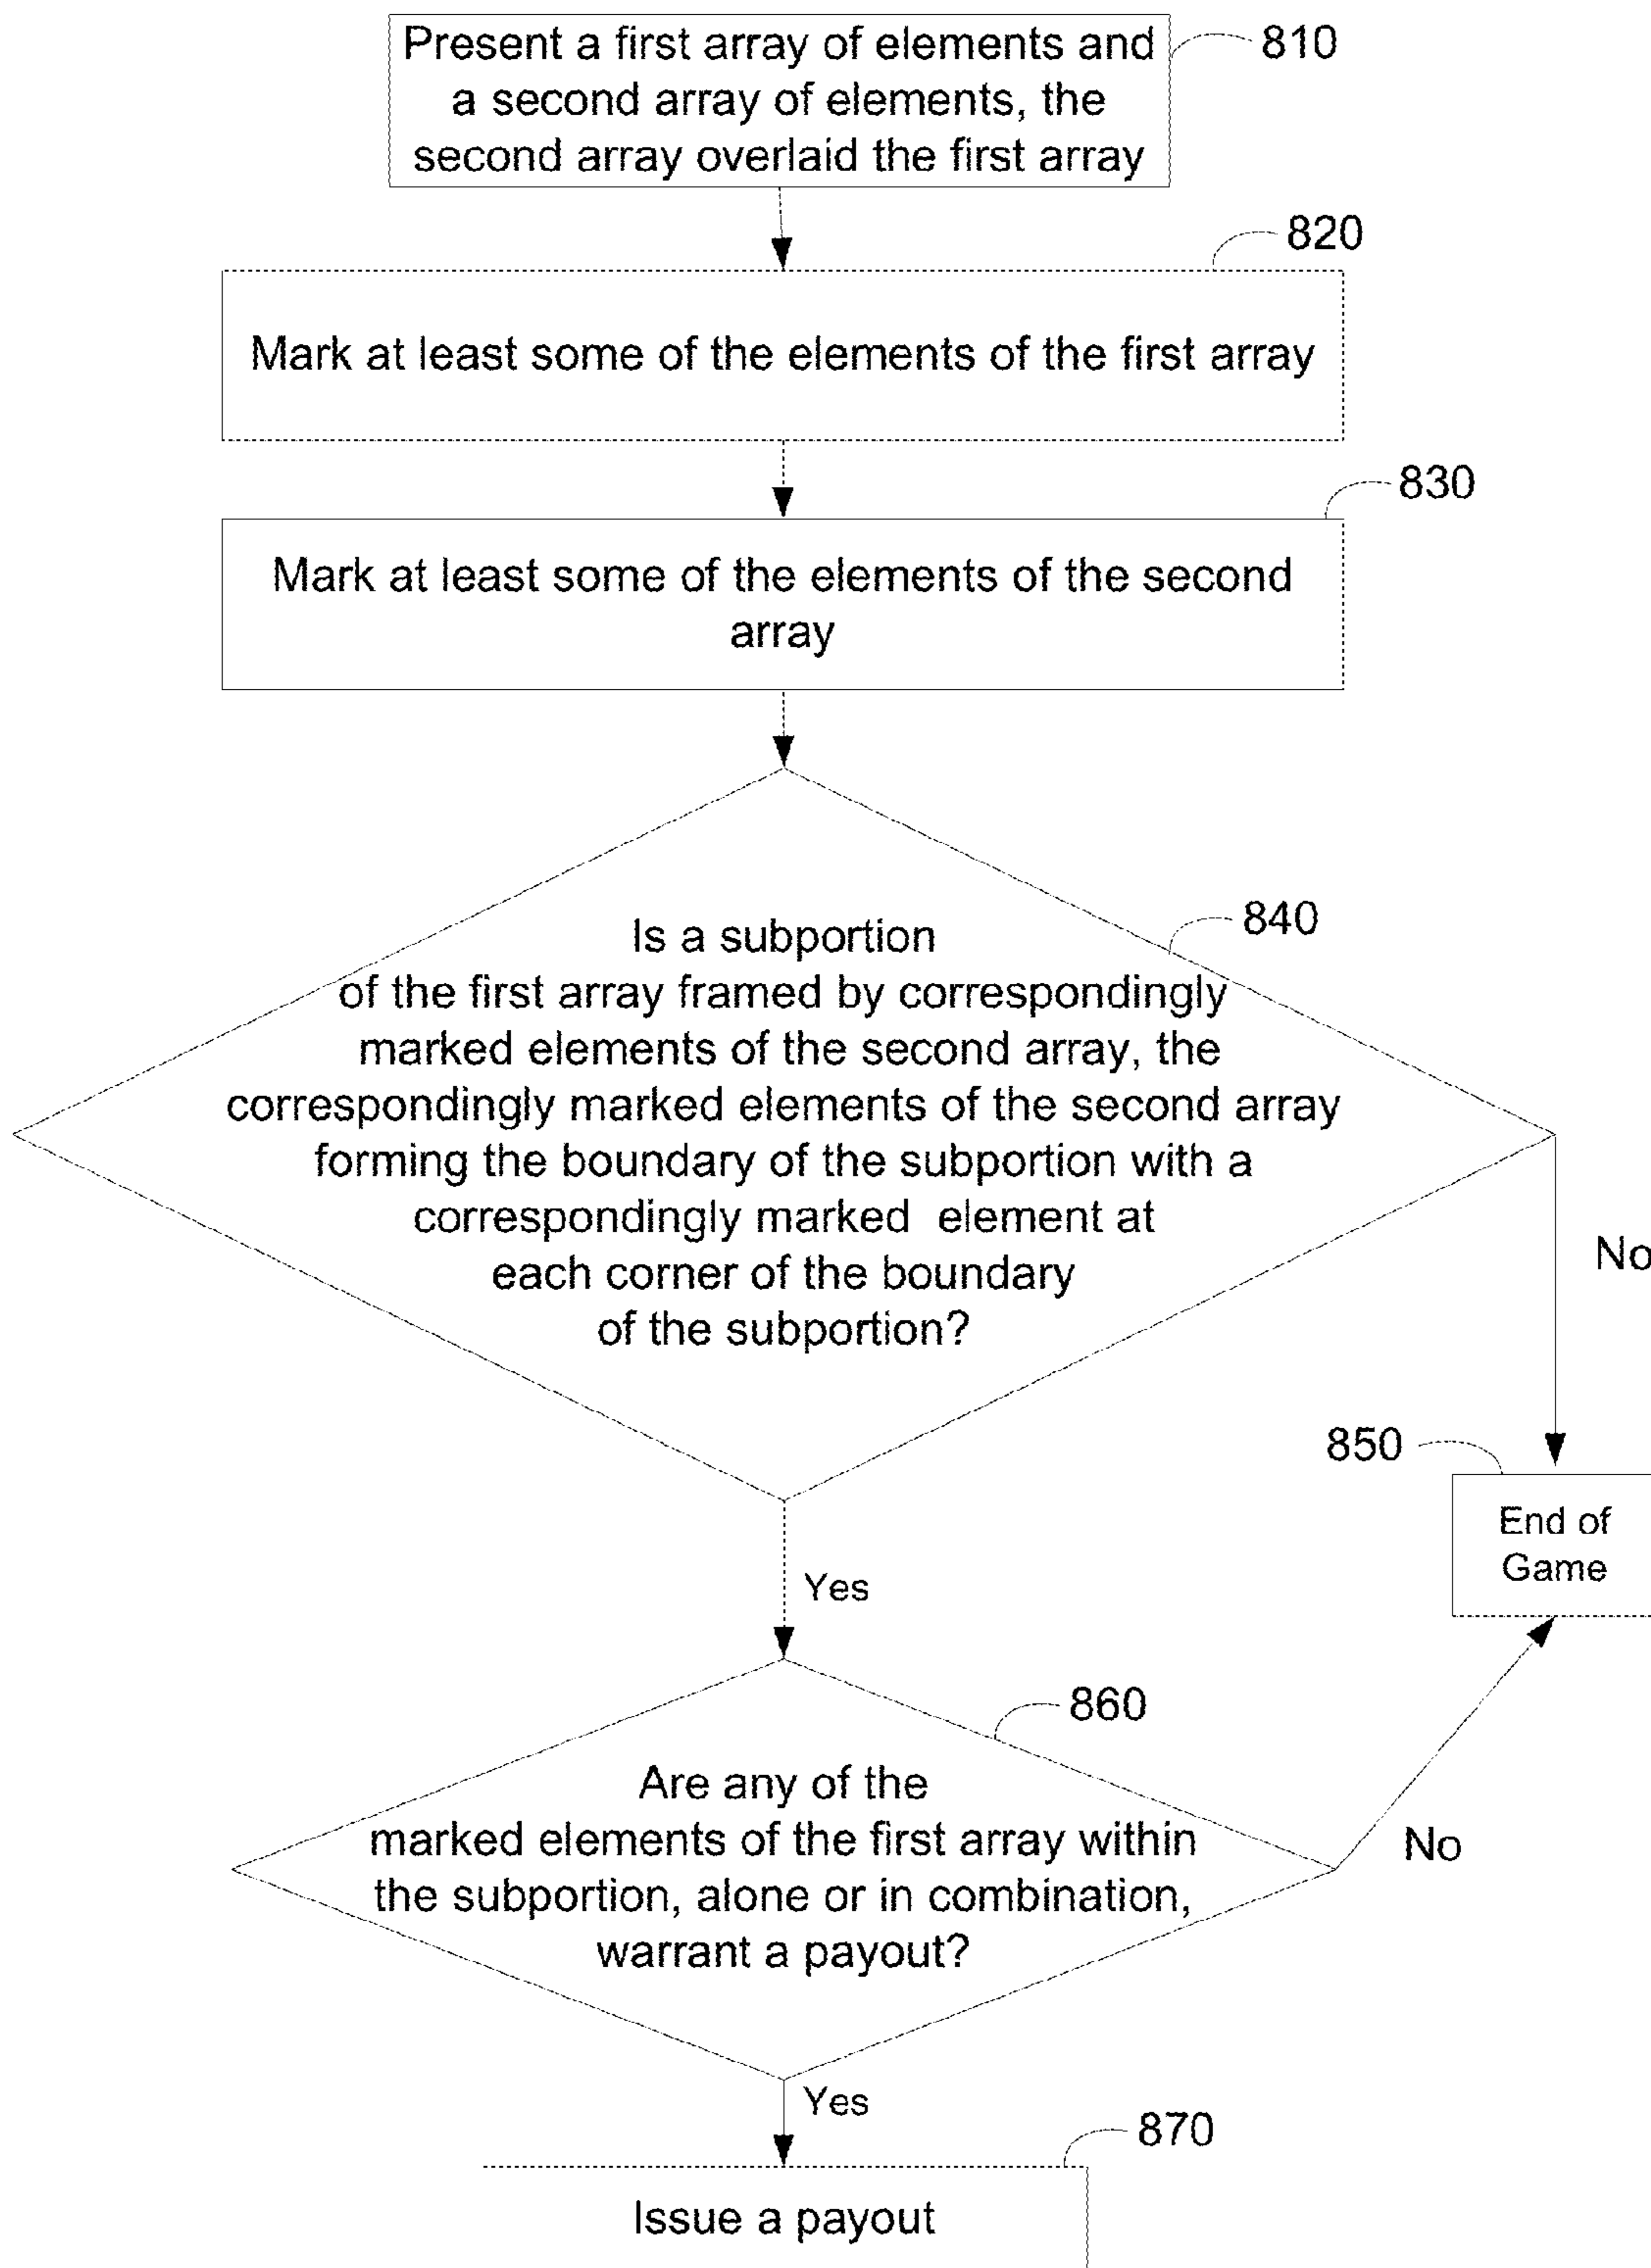 Present a first array of elements and
a second array of elements, the
second array overlaid the first array
810
820
Mark at least some of the elements of the first array
830
Mark at least some of the elements of the second
array
840
Is a subportion
of the first array framed by correspondingly
marked elements of the second array, the
correspondingly marked elements of the second array
forming the boundary of the subportion with a
correspondingly marked element at
each corner of the boundary
of the subportion?
No
850
End of
Game
Yes
860
Are any of the
marked elements of the first array within
the subportion, alone or in combination,
warrant a payout?
No
Yes
870
Issue a payout